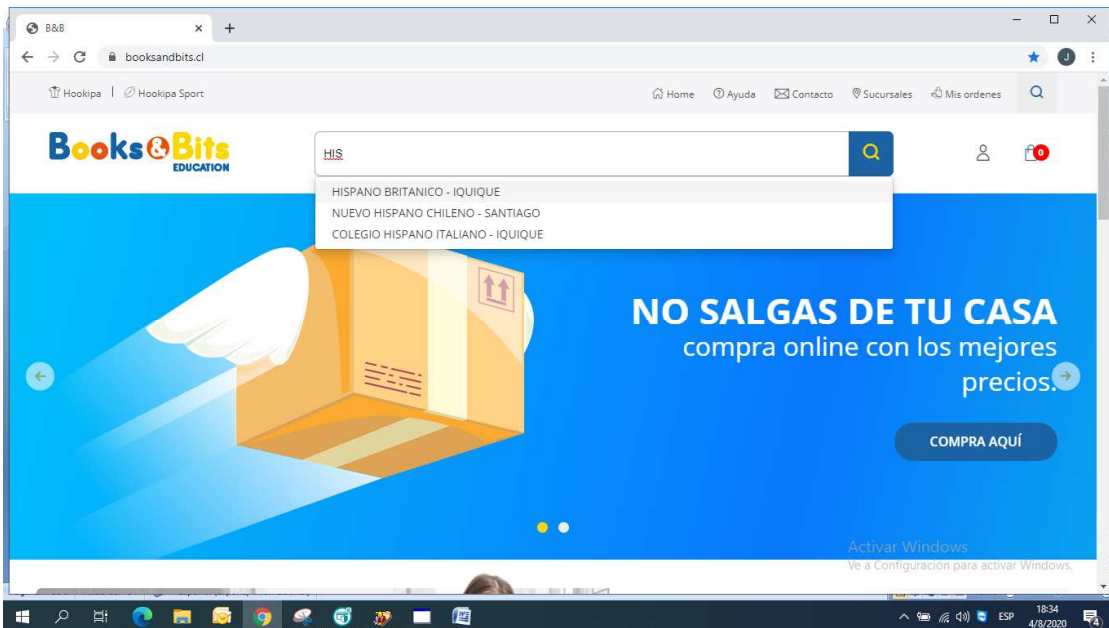 B&B
booksandbits.cl
J
Hookipa | Hookipa Sport
Home Ayuda Contacto Sucursales Mis ordenes
Books&Bits
EDUCATION
HIS
0
HISPANO BRITANICO - IQUIQUE
NUEVO HISPANO CHILENO - SANTIAGO
COLEGIO HISPANO ITALIANO - IQUIQUE
NO SALGAS DE TU CASA
compra online con los mejores
precios.
COMPRA AQUÍ
Activar Windows
Ve a Configuración para activar Windows.
ESP
18:34
4/8/2020
4